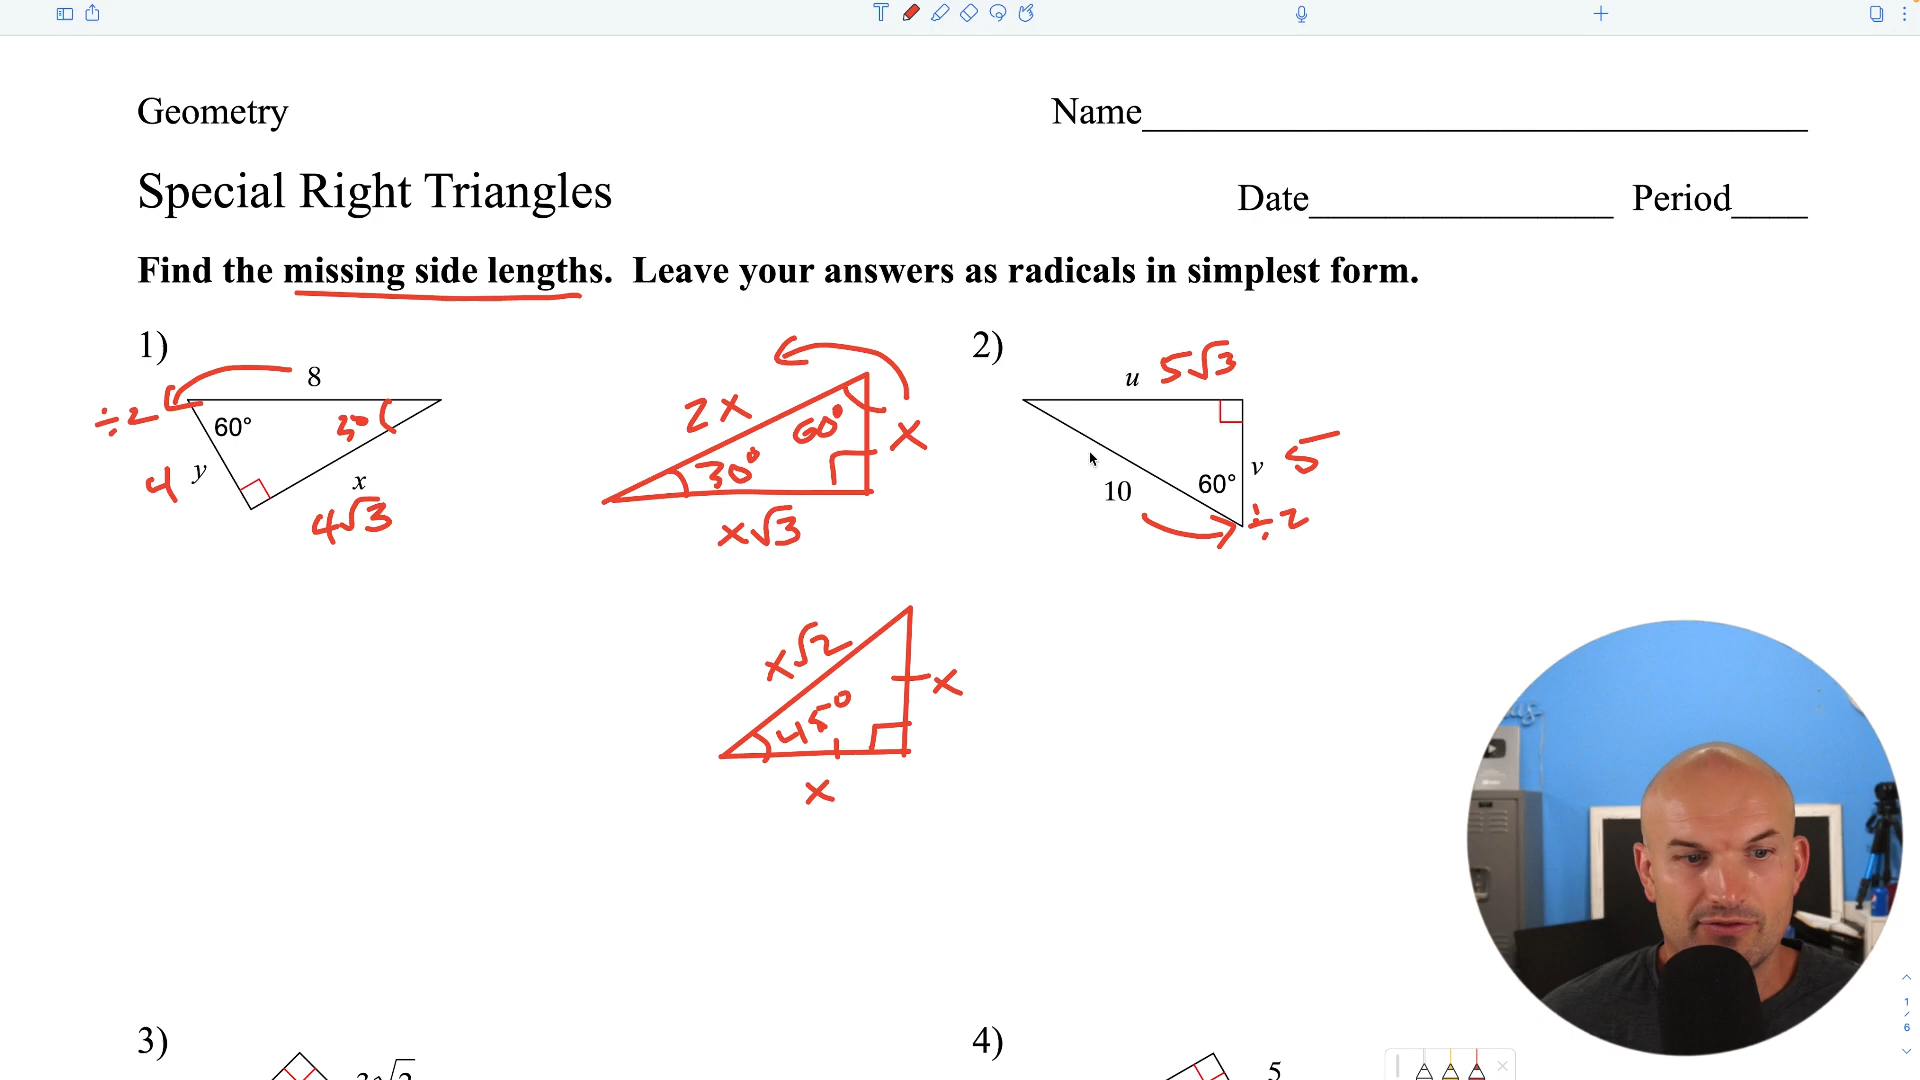 Geometry
Name
Special Right Triangles
Date Period
Find the missing side lengths. Leave your answers as radicals in simplest form.
1)
8
÷2
60°
30
4
y
x
4√3
2x
60°
30°
x
x√3
2)
u 5√3
v 5
10
60°
÷2
x√2
45°
x
x
3)
4)
5
1
/
6